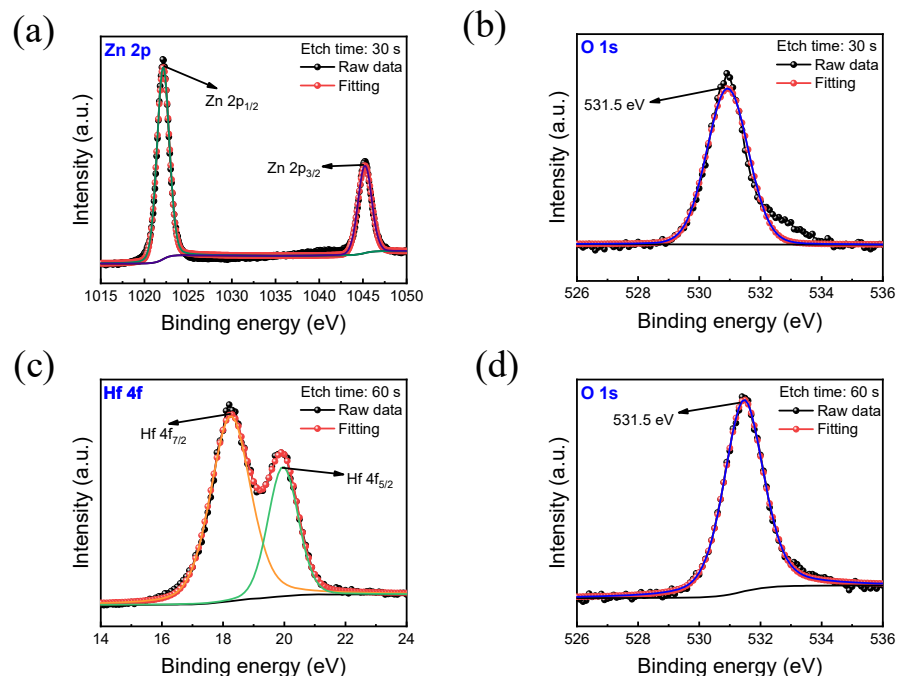 (a)
Zn 2p
Etch time: 30 s
Raw data
Fitting
Zn 2p1/2
Zn 2p3/2
Intensity (a.u.)
1015 1020 1025 1030 1035 1040 1045 1050
Binding energy (eV)
(b)
O 1s
Etch time: 30 s
Raw data
Fitting
531.5 eV
Intensity (a.u.)
526 528 530 532 534 536
Binding energy (eV)
(c)
Hf 4f
Etch time: 60 s
Raw data
Fitting
Hf 4f7/2
Hf 4f5/2
Intensity (a.u.)
14 16 18 20 22 24
Binding energy (eV)
(d)
O 1s
Etch time: 60 s
Raw data
Fitting
531.5 eV
Intensity (a.u.)
526 528 530 532 534 536
Binding energy (eV)